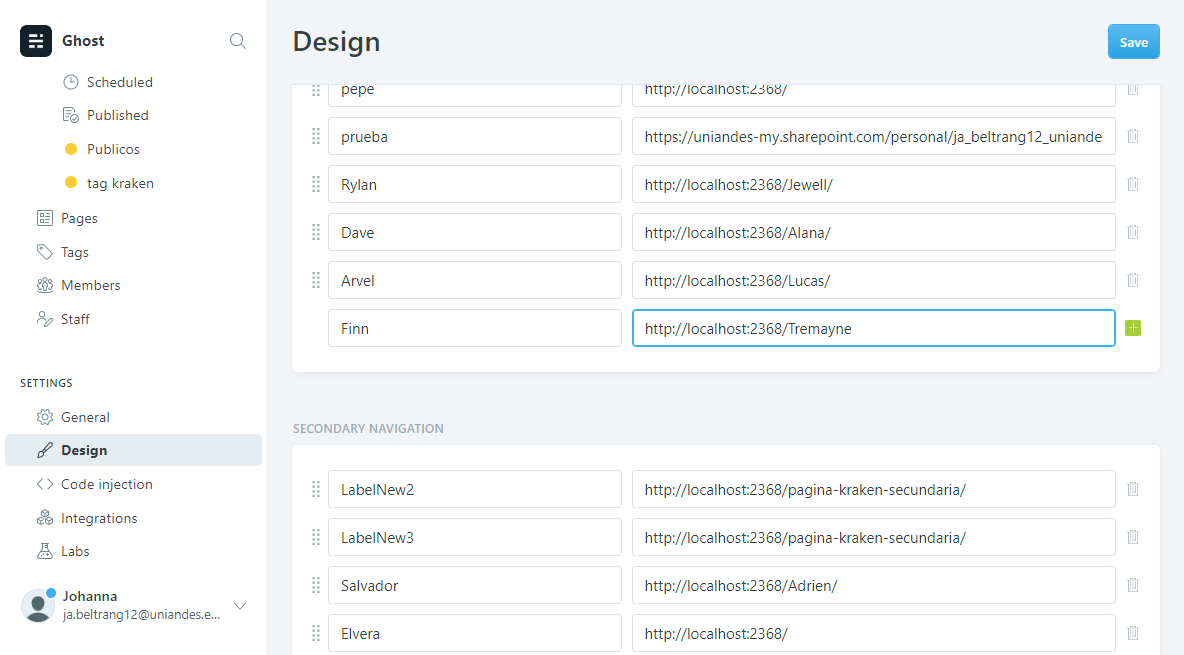 Ghost
Scheduled
Published
Publicos
tag kraken
Pages
Tags
Members
Staff
SETTINGS
General
Design
Code injection
Integrations
Labs
Johanna
ja.beltrang12@uniandes.e...
Design
Save
pepe http://localhost:2368/
prueba https://uniandes-my.sharepoint.com/personal/ja_beltrang12_uniande
Rylan http://localhost:2368/Jewell/
Dave http://localhost:2368/Alana/
Arvel http://localhost:2368/Lucas/
Finn http://localhost:2368/Tremayne
SECONDARY NAVIGATION
LabelNew2 http://localhost:2368/pagina-kraken-secundaria/
LabelNew3 http://localhost:2368/pagina-kraken-secundaria/
Salvador http://localhost:2368/Adrien/
Elvera http://localhost:2368/